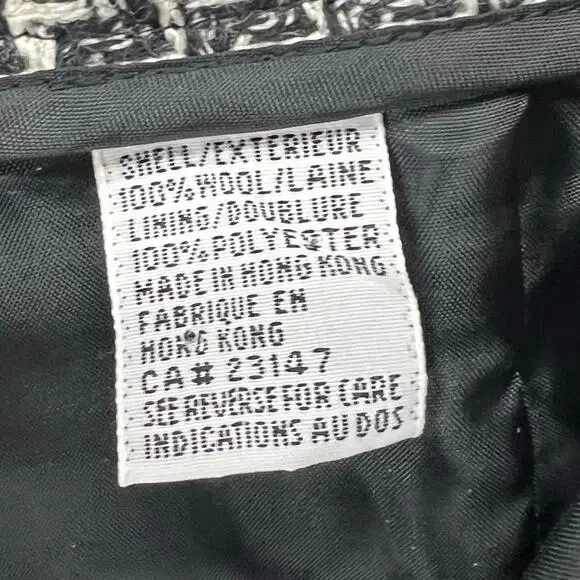 SHELL/EXTERIEUR
100%WOOL/LAINE
LINING/DOUBLURE
100%POLYESTER
MADE IN HONG KONG
FABRIQUE EN
HONG KONG
CA# 23147
SEE REVERSE FOR CARE
INDICATIONS AU DOS